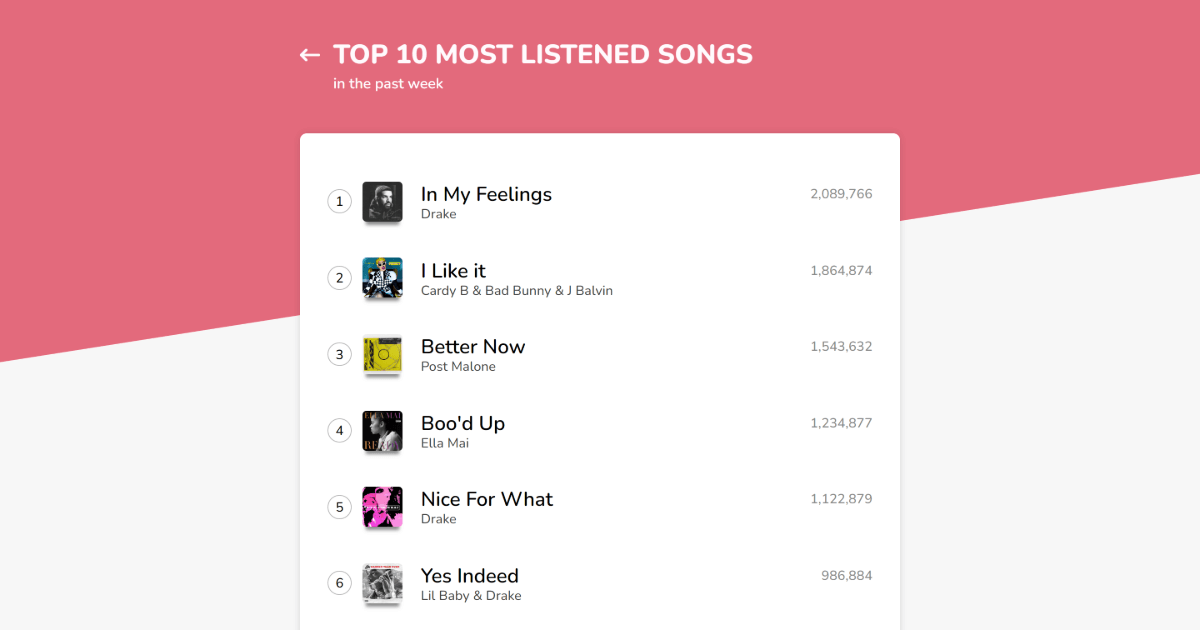 ← TOP 10 MOST LISTENED SONGS
in the past week
1 In My Feelings 2,089,766
Drake
2 I Like it 1,864,874
Cardy B & Bad Bunny & J Balvin
3 Better Now 1,543,632
Post Malone
4 Boo'd Up 1,234,877
Ella Mai
5 Nice For What 1,122,879
Drake
6 Yes Indeed 986,884
Lil Baby & Drake